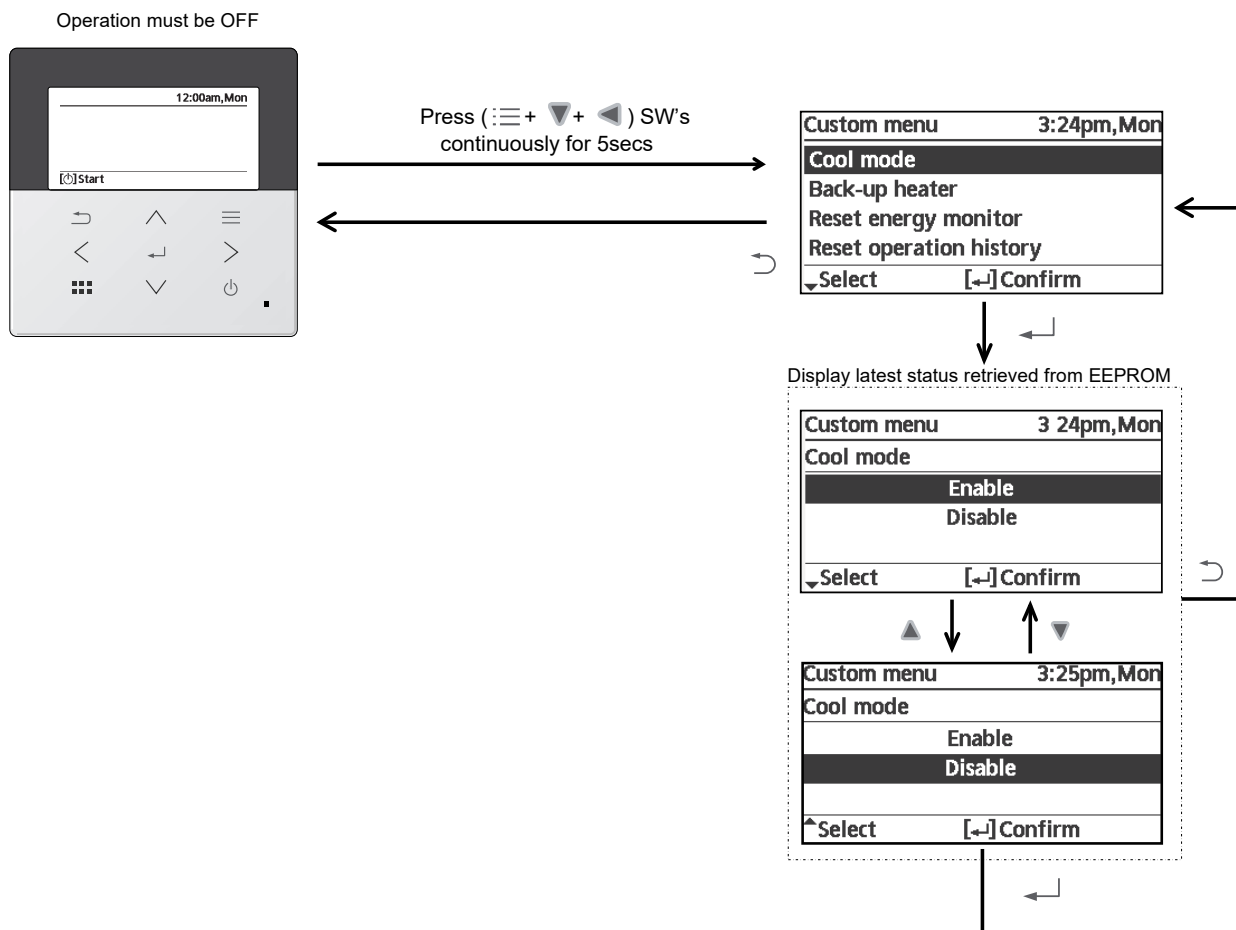 Operation must be OFF
12:00am,Mon
[⏻]Start
Press ( + ▼+ ◀ ) SW's
continuously for 5secs
Custom menu 3:24pm,Mon
Cool mode
Back-up heater
Reset energy monitor
Reset operation history
Select [↵]Confirm
Display latest status retrieved from EEPROM
Custom menu 3 24pm,Mon
Cool mode
Enable
Disable
Select [↵]Confirm
Custom menu 3:25pm,Mon
Cool mode
Enable
Disable
Select [↵]Confirm